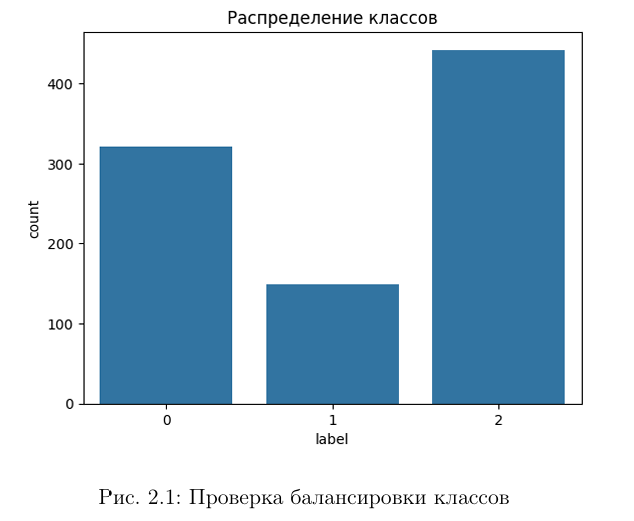 Распределение классов
400
300
200
100
0
count
0 1 2
label
Рис. 2.1: Проверка балансировки классов